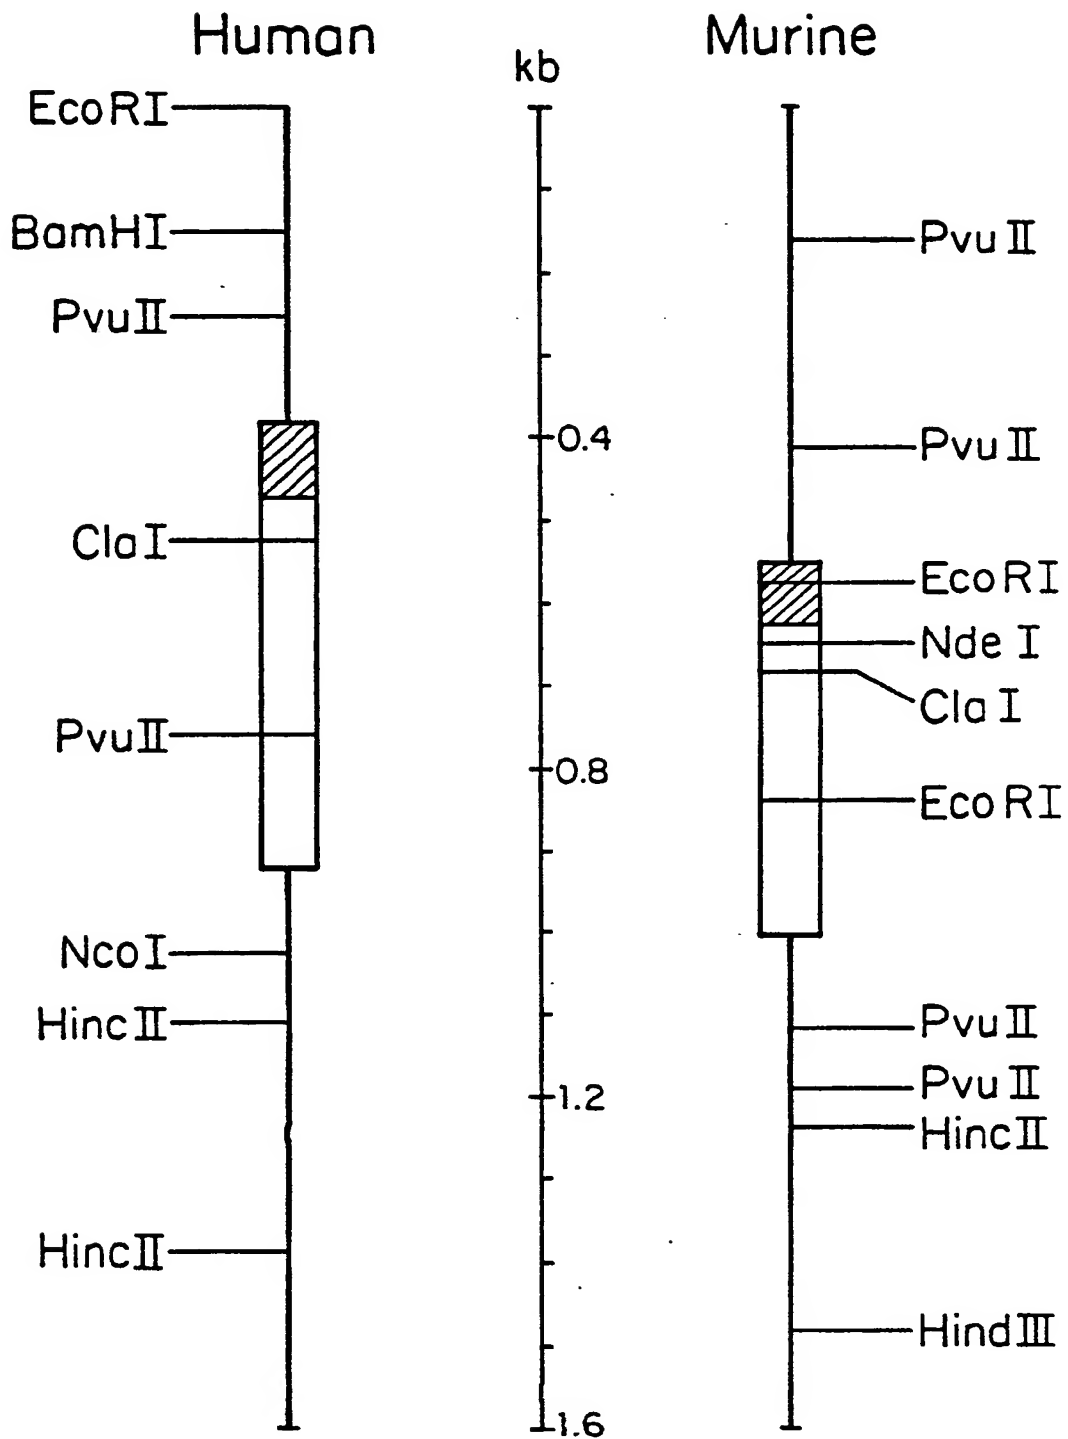 Human
kb
Murine
EcoRI
BamHI
PvuII
ClaI
PvuII
NcoI
HincII
HincII
0.4
0.8
1.2
1.6
PvuII
PvuII
EcoRI
NdeI
ClaI
EcoRI
PvuII
PvuII
HincII
HindIII